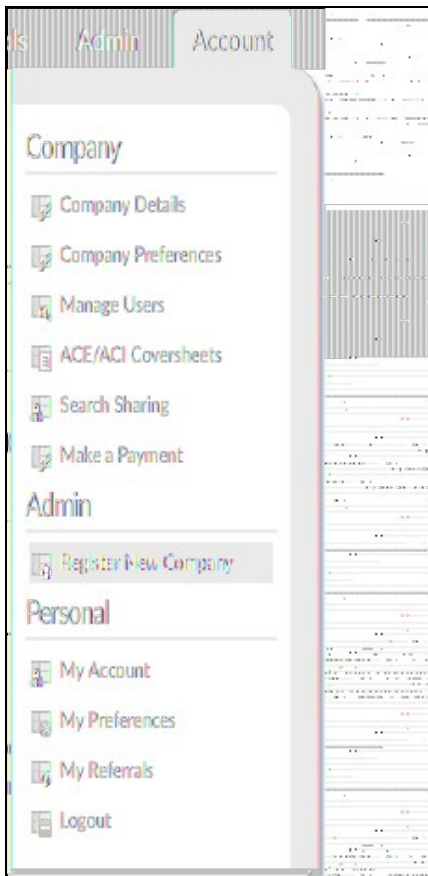 Admin Account
Company
Company Details
Company Preferences
Manage Users
ACE/ACI Coversheets
Search Sharing
Make a Payment
Admin
Register New Company
Personal
My Account
My Preferences
My Referrals
Logout